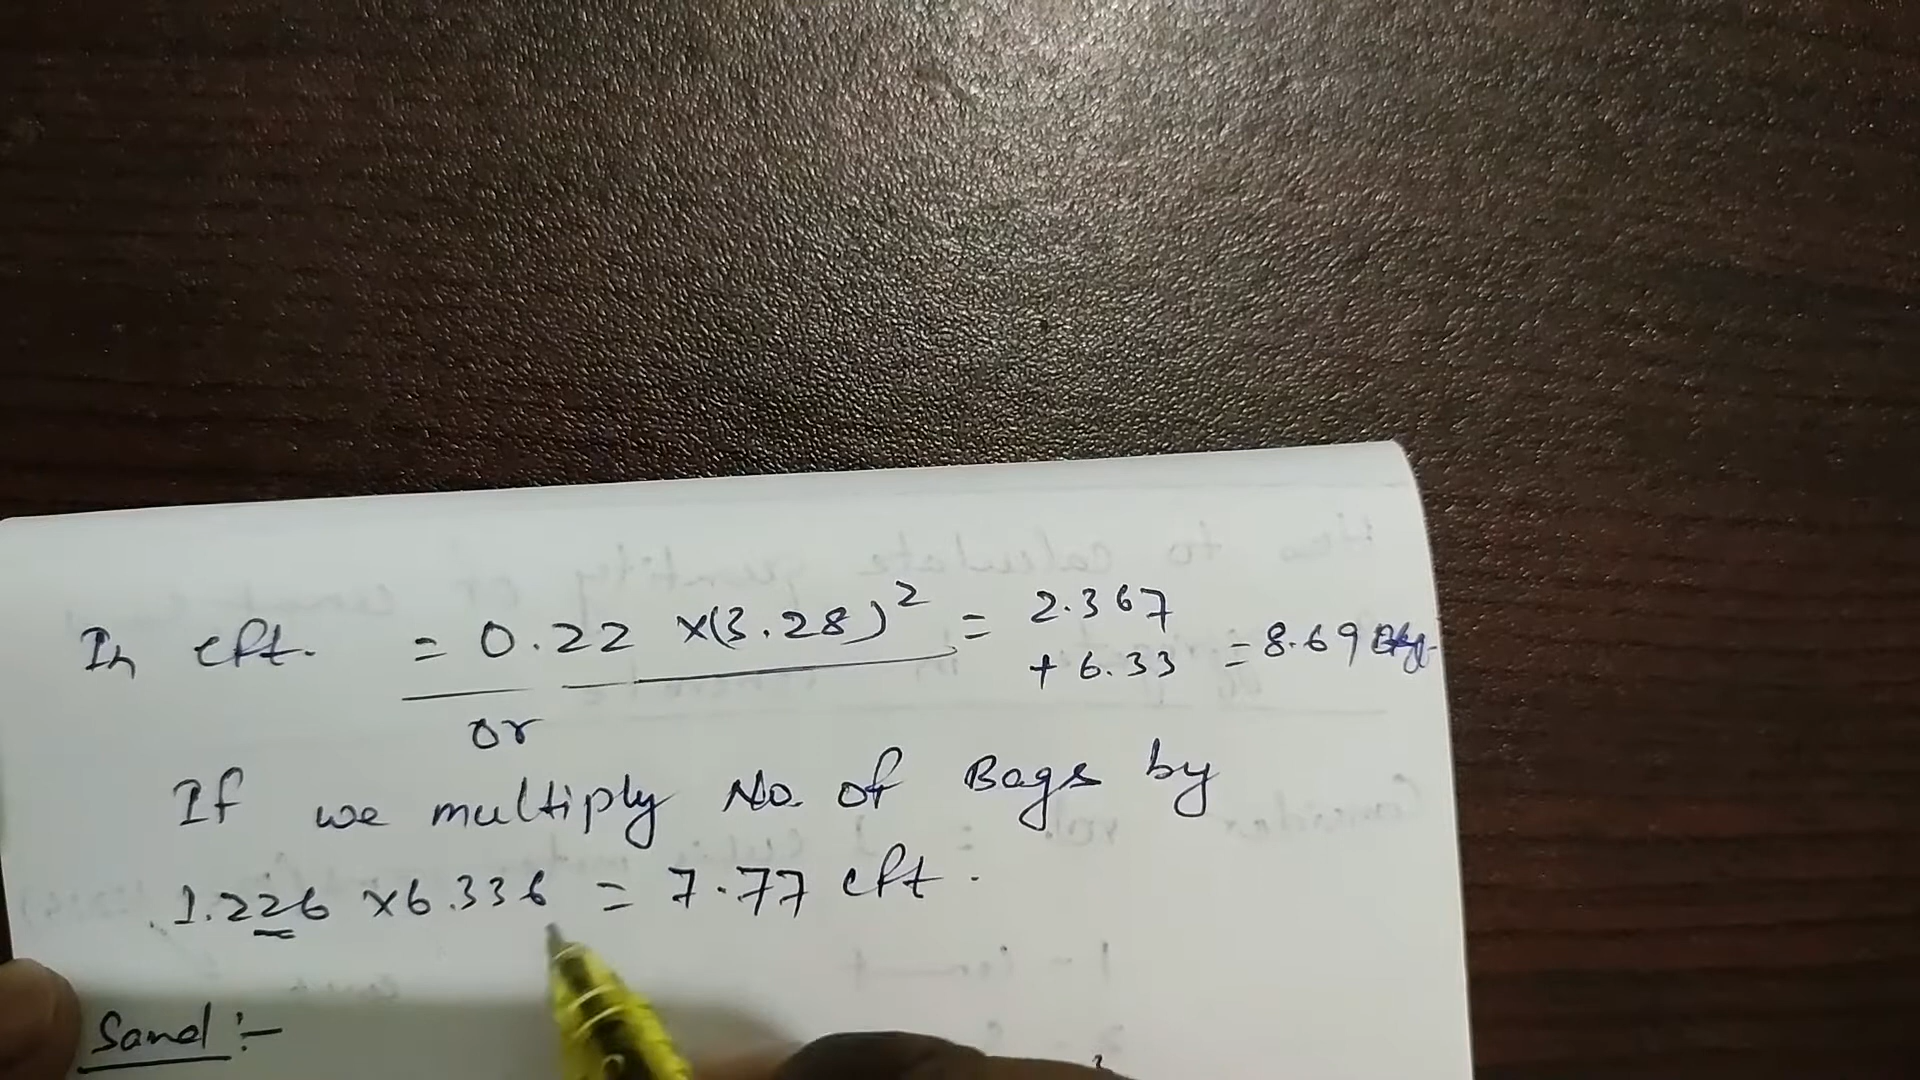 In cft. = 0.22 ×(3.28)² = 2.367
+ 6.33 = 8.69
or
If we multiply No. of Bags by
1.226 ×6.336 = 7.77 cft.
Sand :-